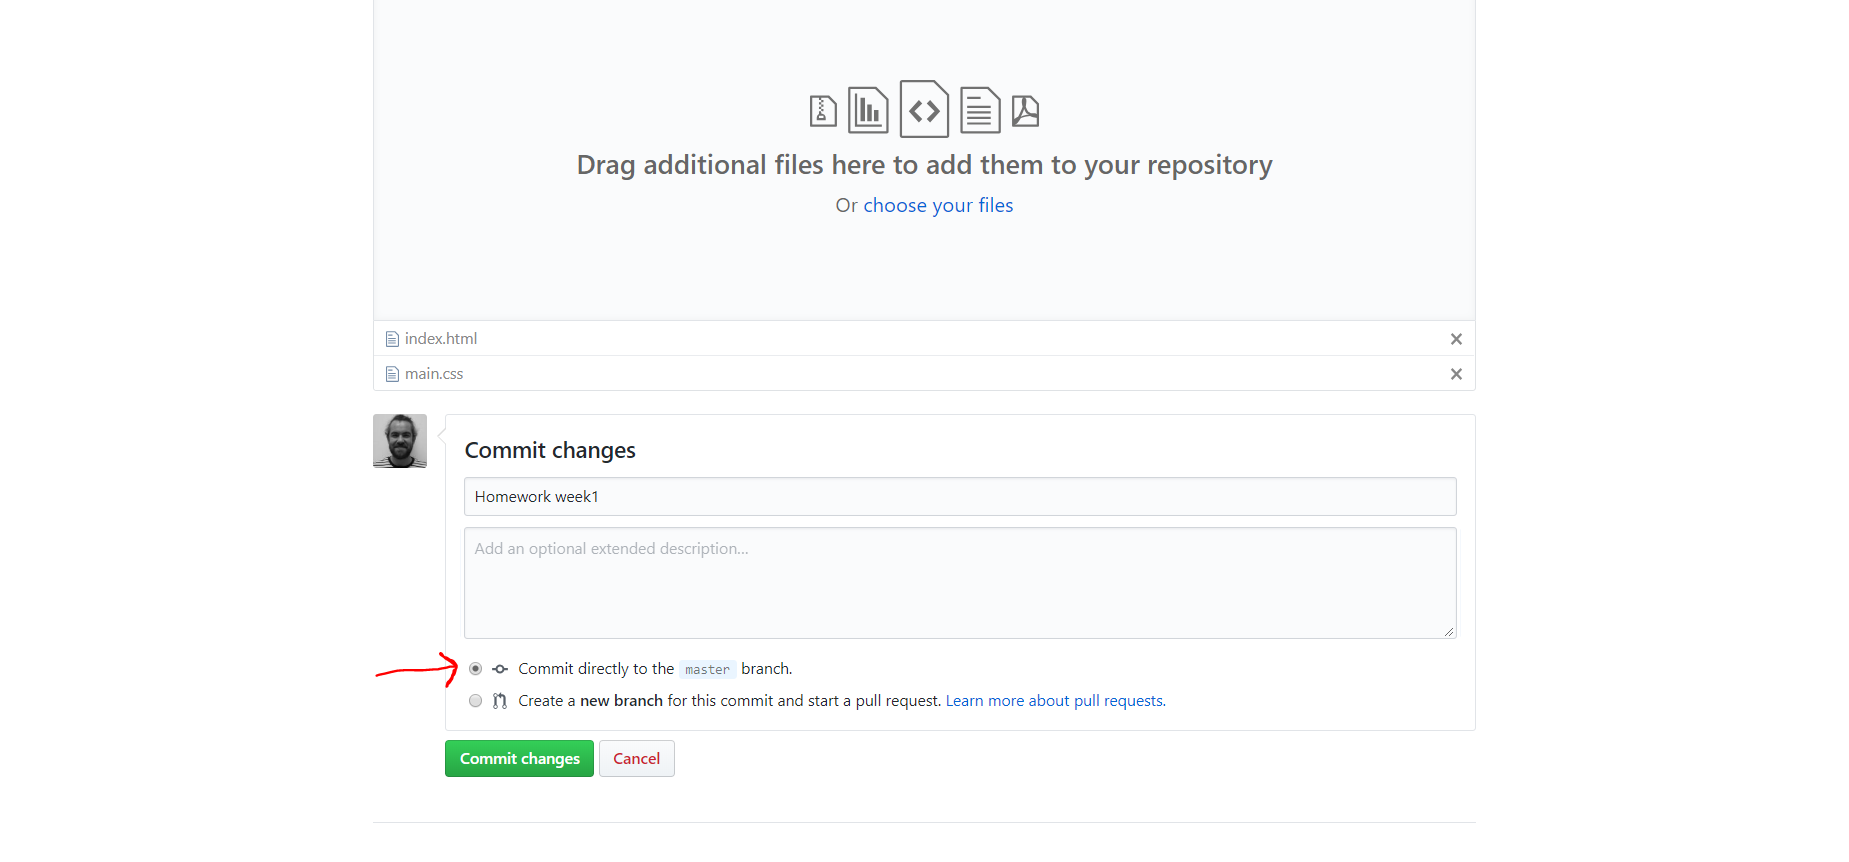 Drag additional files here to add them to your repository
Or choose your files
index.html
main.css
Commit changes
Homework week1
Add an optional extended description...
Commit directly to the master branch.
Create a new branch for this commit and start a pull request. Learn more about pull requests.
Commit changes Cancel